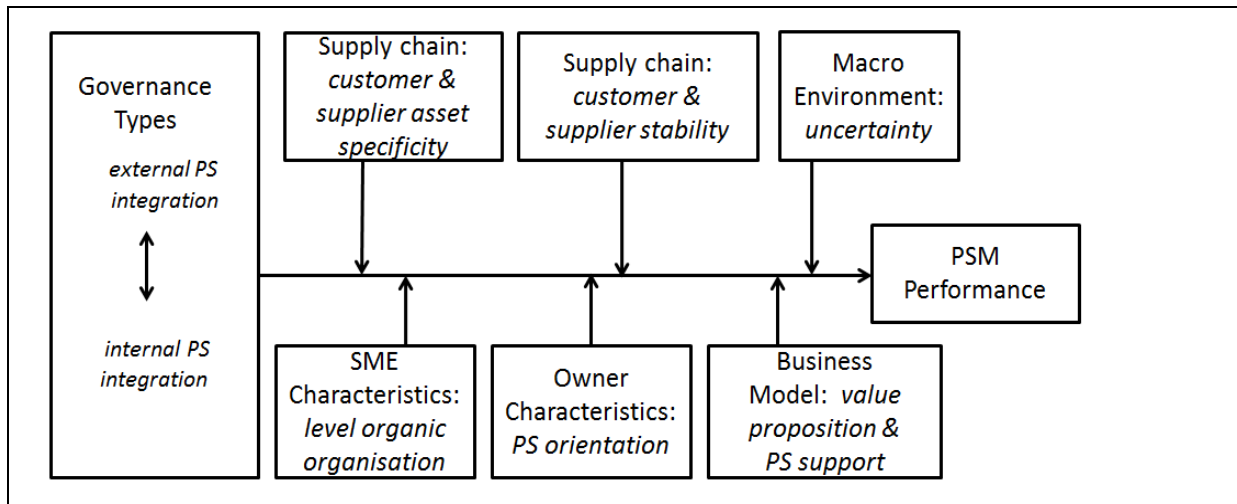 Governance
Types
external PS
integration
internal PS
integration
Supply chain:
customer &
supplier asset
specificity
Supply chain:
customer &
supplier stability
Macro
Environment:
uncertainty
PSM
Performance
SME
Characteristics:
level organic
organisation
Owner
Characteristics:
PS orientation
Business
Model: value
proposition &
PS support